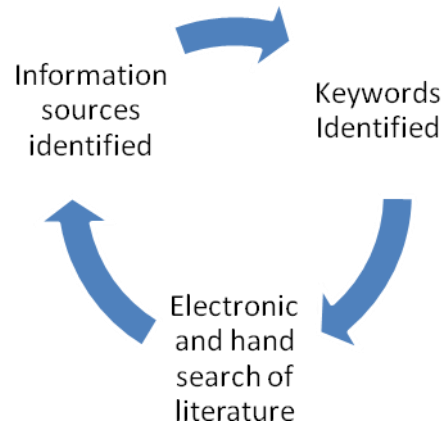 Information
sources
identified
Keywords
Identified
Electronic
and hand
search of
literature